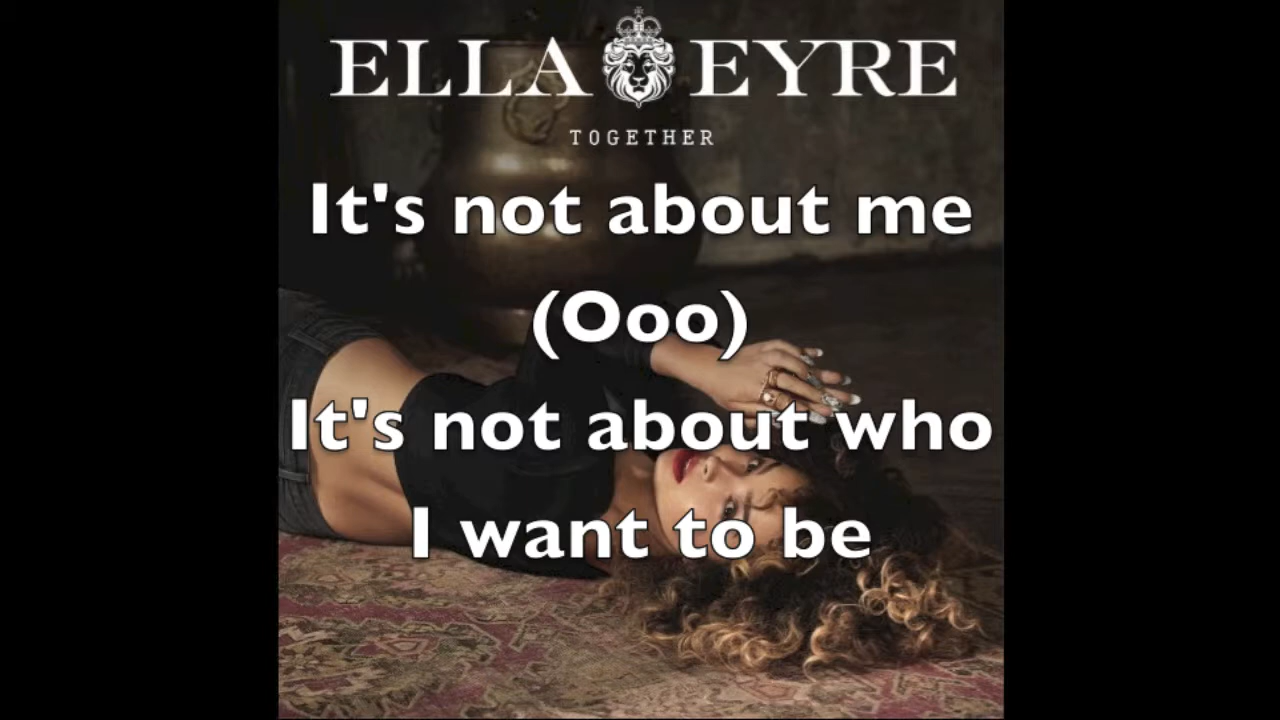 ELLA EYRE
TOGETHER
It's not about me
(Ooo)
It's not about who
I want to be